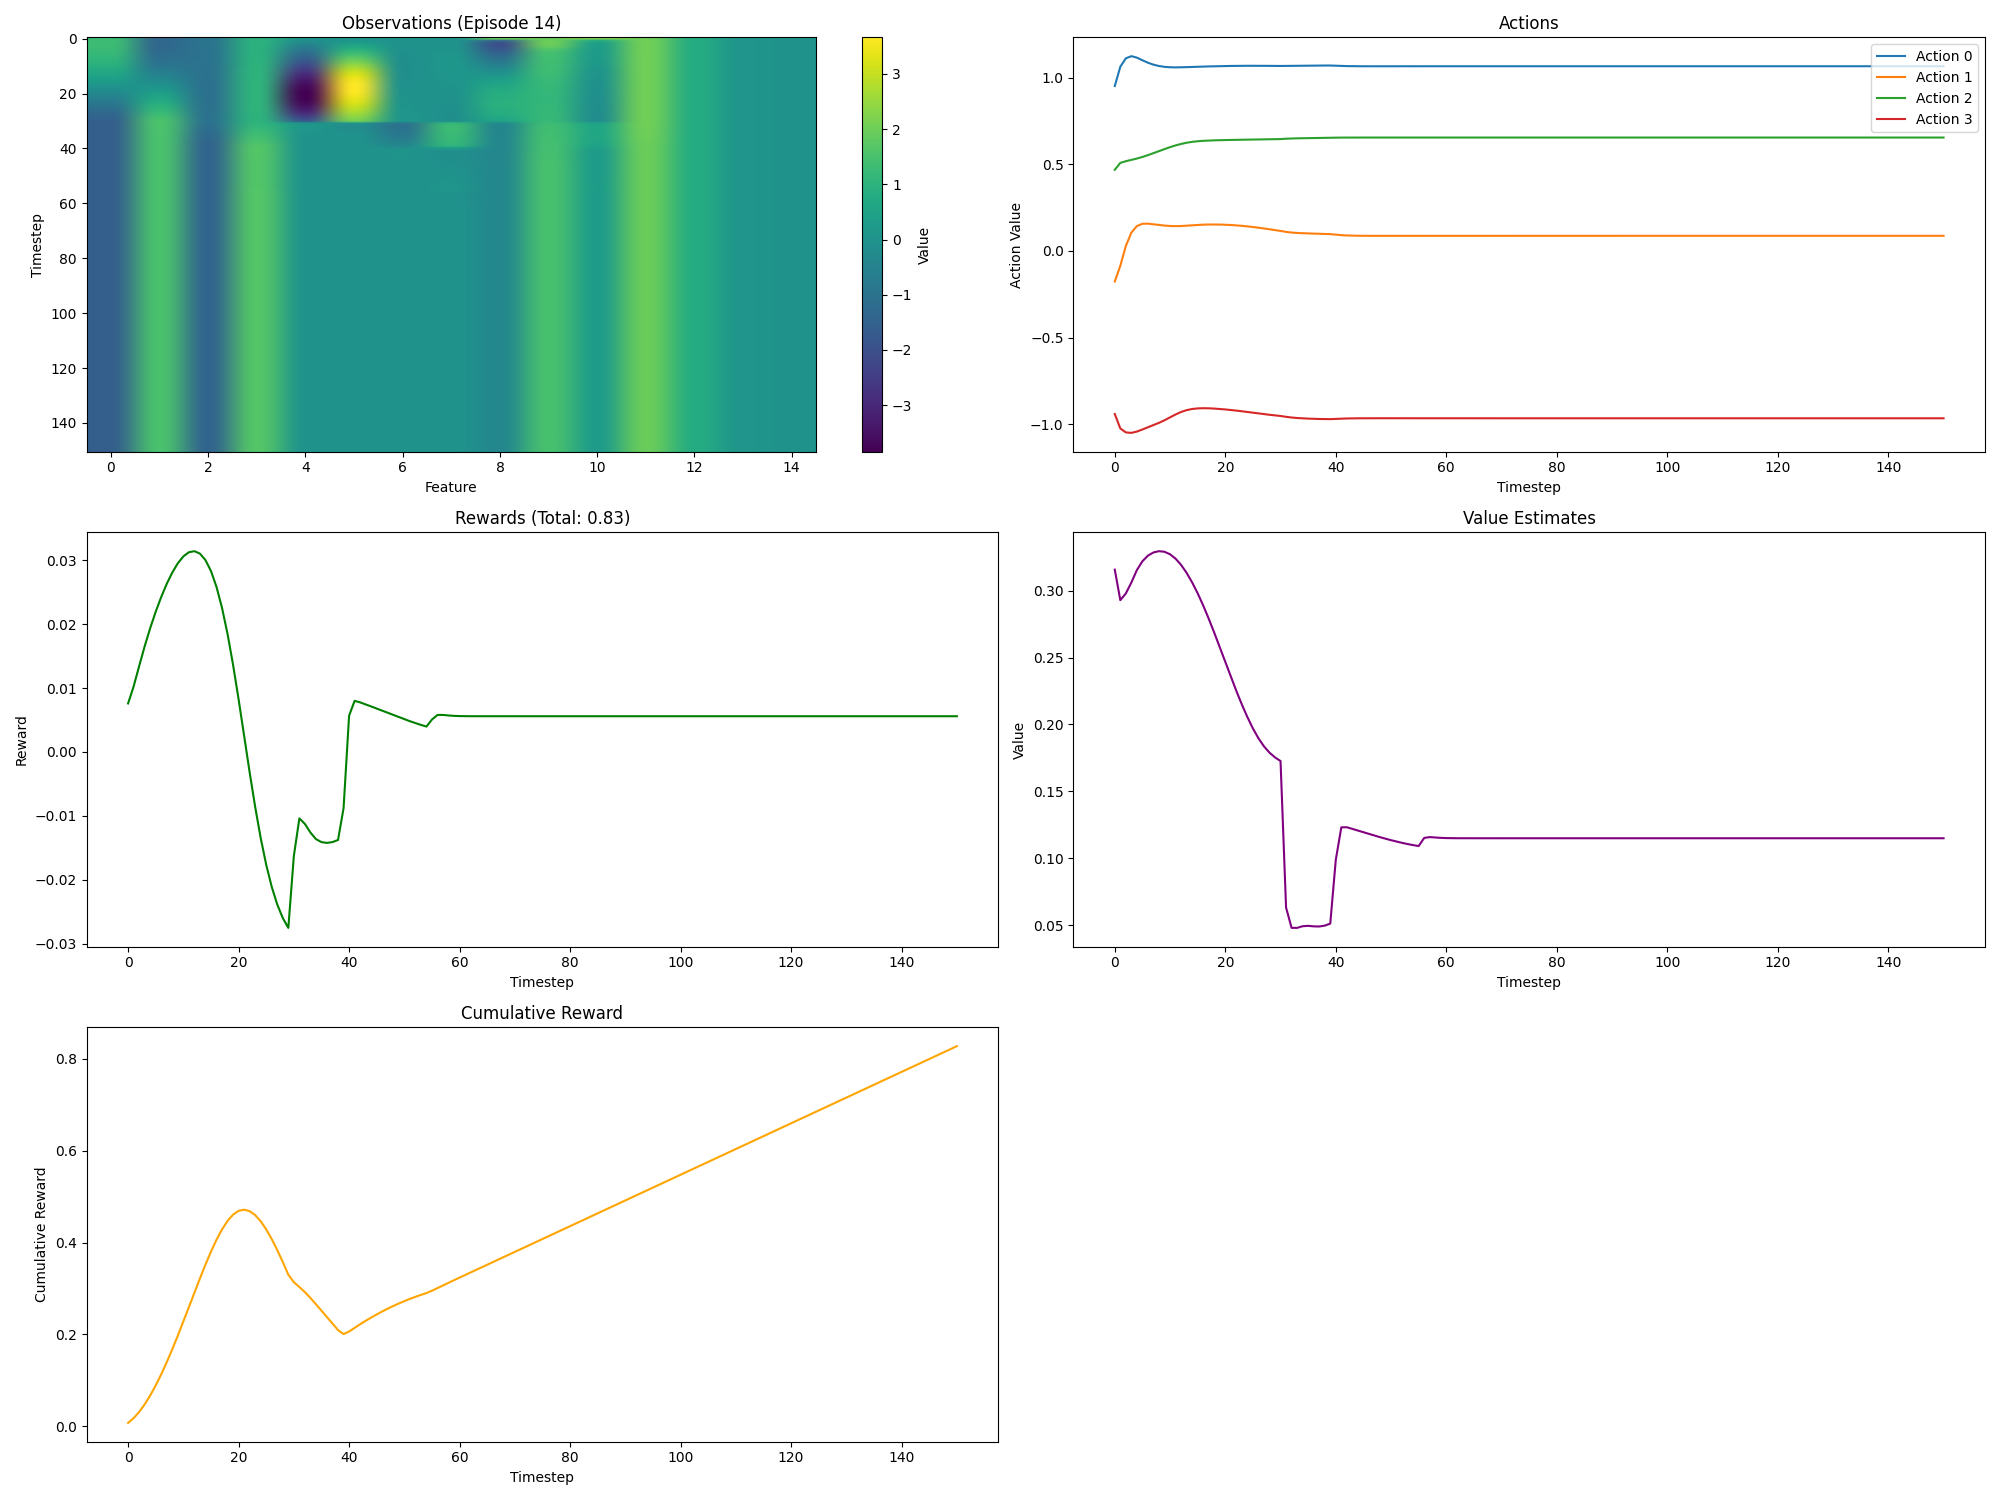 Observations (Episode 14)
0
20
40
60
80
100
120
140
Timestep
0 2 4 6 8 10 12 14
Feature
3
2
1
0
−1
−2
−3
Value
Actions
1.0
0.5
0.0
−0.5
−1.0
Action Value
Action 0
Action 1
Action 2
Action 3
0 20 40 60 80 100 120 140
Timestep
Rewards (Total: 0.83)
0.03
0.02
0.01
0.00
−0.01
−0.02
−0.03
Reward
0 20 40 60 80 100 120 140
Timestep
Value Estimates
0.30
0.25
0.20
0.15
0.10
0.05
Value
0 20 40 60 80 100 120 140
Timestep
Cumulative Reward
0.8
0.6
0.4
0.2
0.0
Cumulative Reward
0 20 40 60 80 100 120 140
Timestep